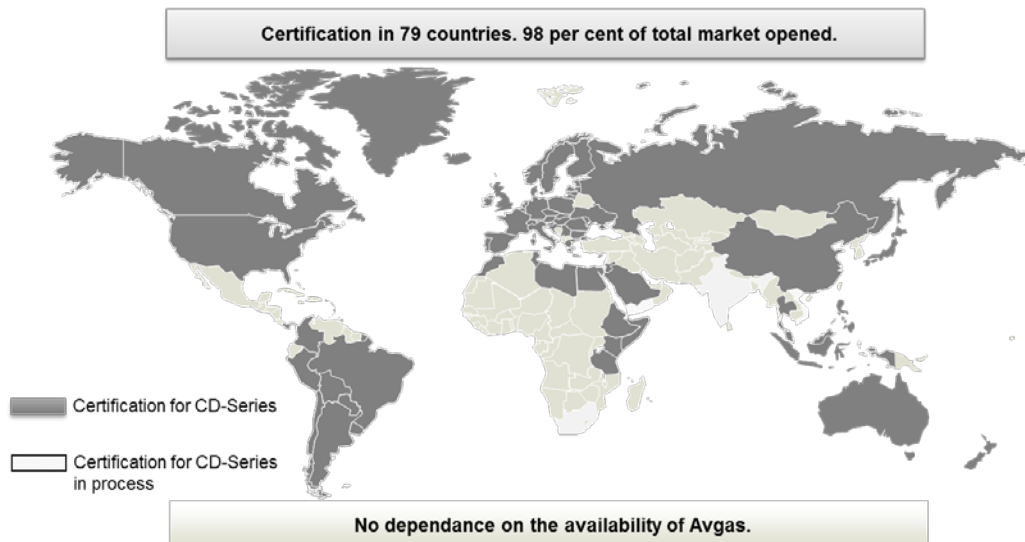 Certification in 79 countries. 98 per cent of total market opened.
Certification for CD-Series
Certification for CD-Series
in process
No dependance on the availability of Avgas.